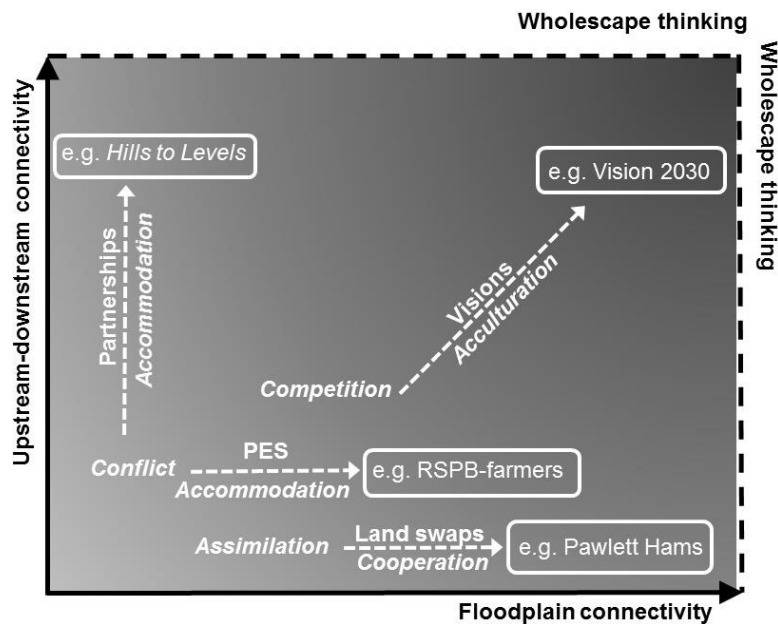 Wholescape thinking
Wholescape thinking
Upstream-downstream connectivity
e.g. Hills to Levels
e.g. Vision 2030
Partnerships
Accommodation
Visions
Acculturation
Competition
Conflict
PES
Accommodation
e.g. RSPB-farmers
Assimilation
Land swaps
Cooperation
e.g. Pawlett Hams
Floodplain connectivity